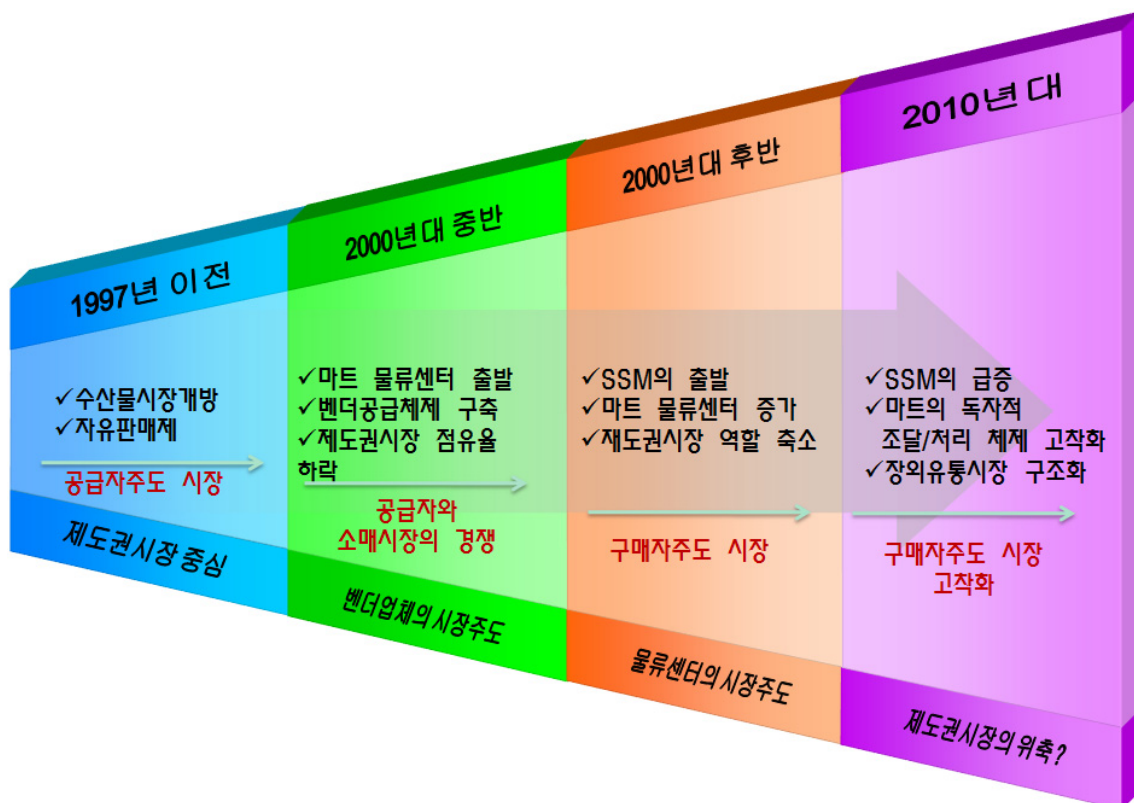 1997년 이전
✓수산물시장개방
✓자유판매제
공급자주도 시장
제도권시장 중심
2000년대 중반
✓마트 물류센터 출발
✓벤더공급체제 구축
✓제도권시장 점유율
하락
공급자와
소매시장의 경쟁
벤더업체의 시장주도
2000년대 후반
✓SSM의 출발
✓마트 물류센터 증가
✓재도권시장 역할 축소
구매자주도 시장
물류센터의 시장주도
2010년 대
✓SSM의 급증
✓마트의 독자적
조달/처리 체제 고착화
✓장외유통시장 구조화
구매자주도 시장
고착화
제도권시장의 위축?